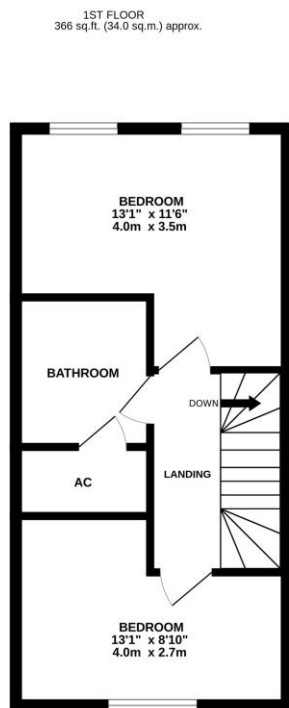 1ST FLOOR
366 sq.ft. (34.0 sq.m.) approx.
BEDROOM
13'1" x 11'6"
4.0m x 3.5m
BATHROOM
DOWN
AC
LANDING
BEDROOM
13'1" x 8'10"
4.0m x 2.7m